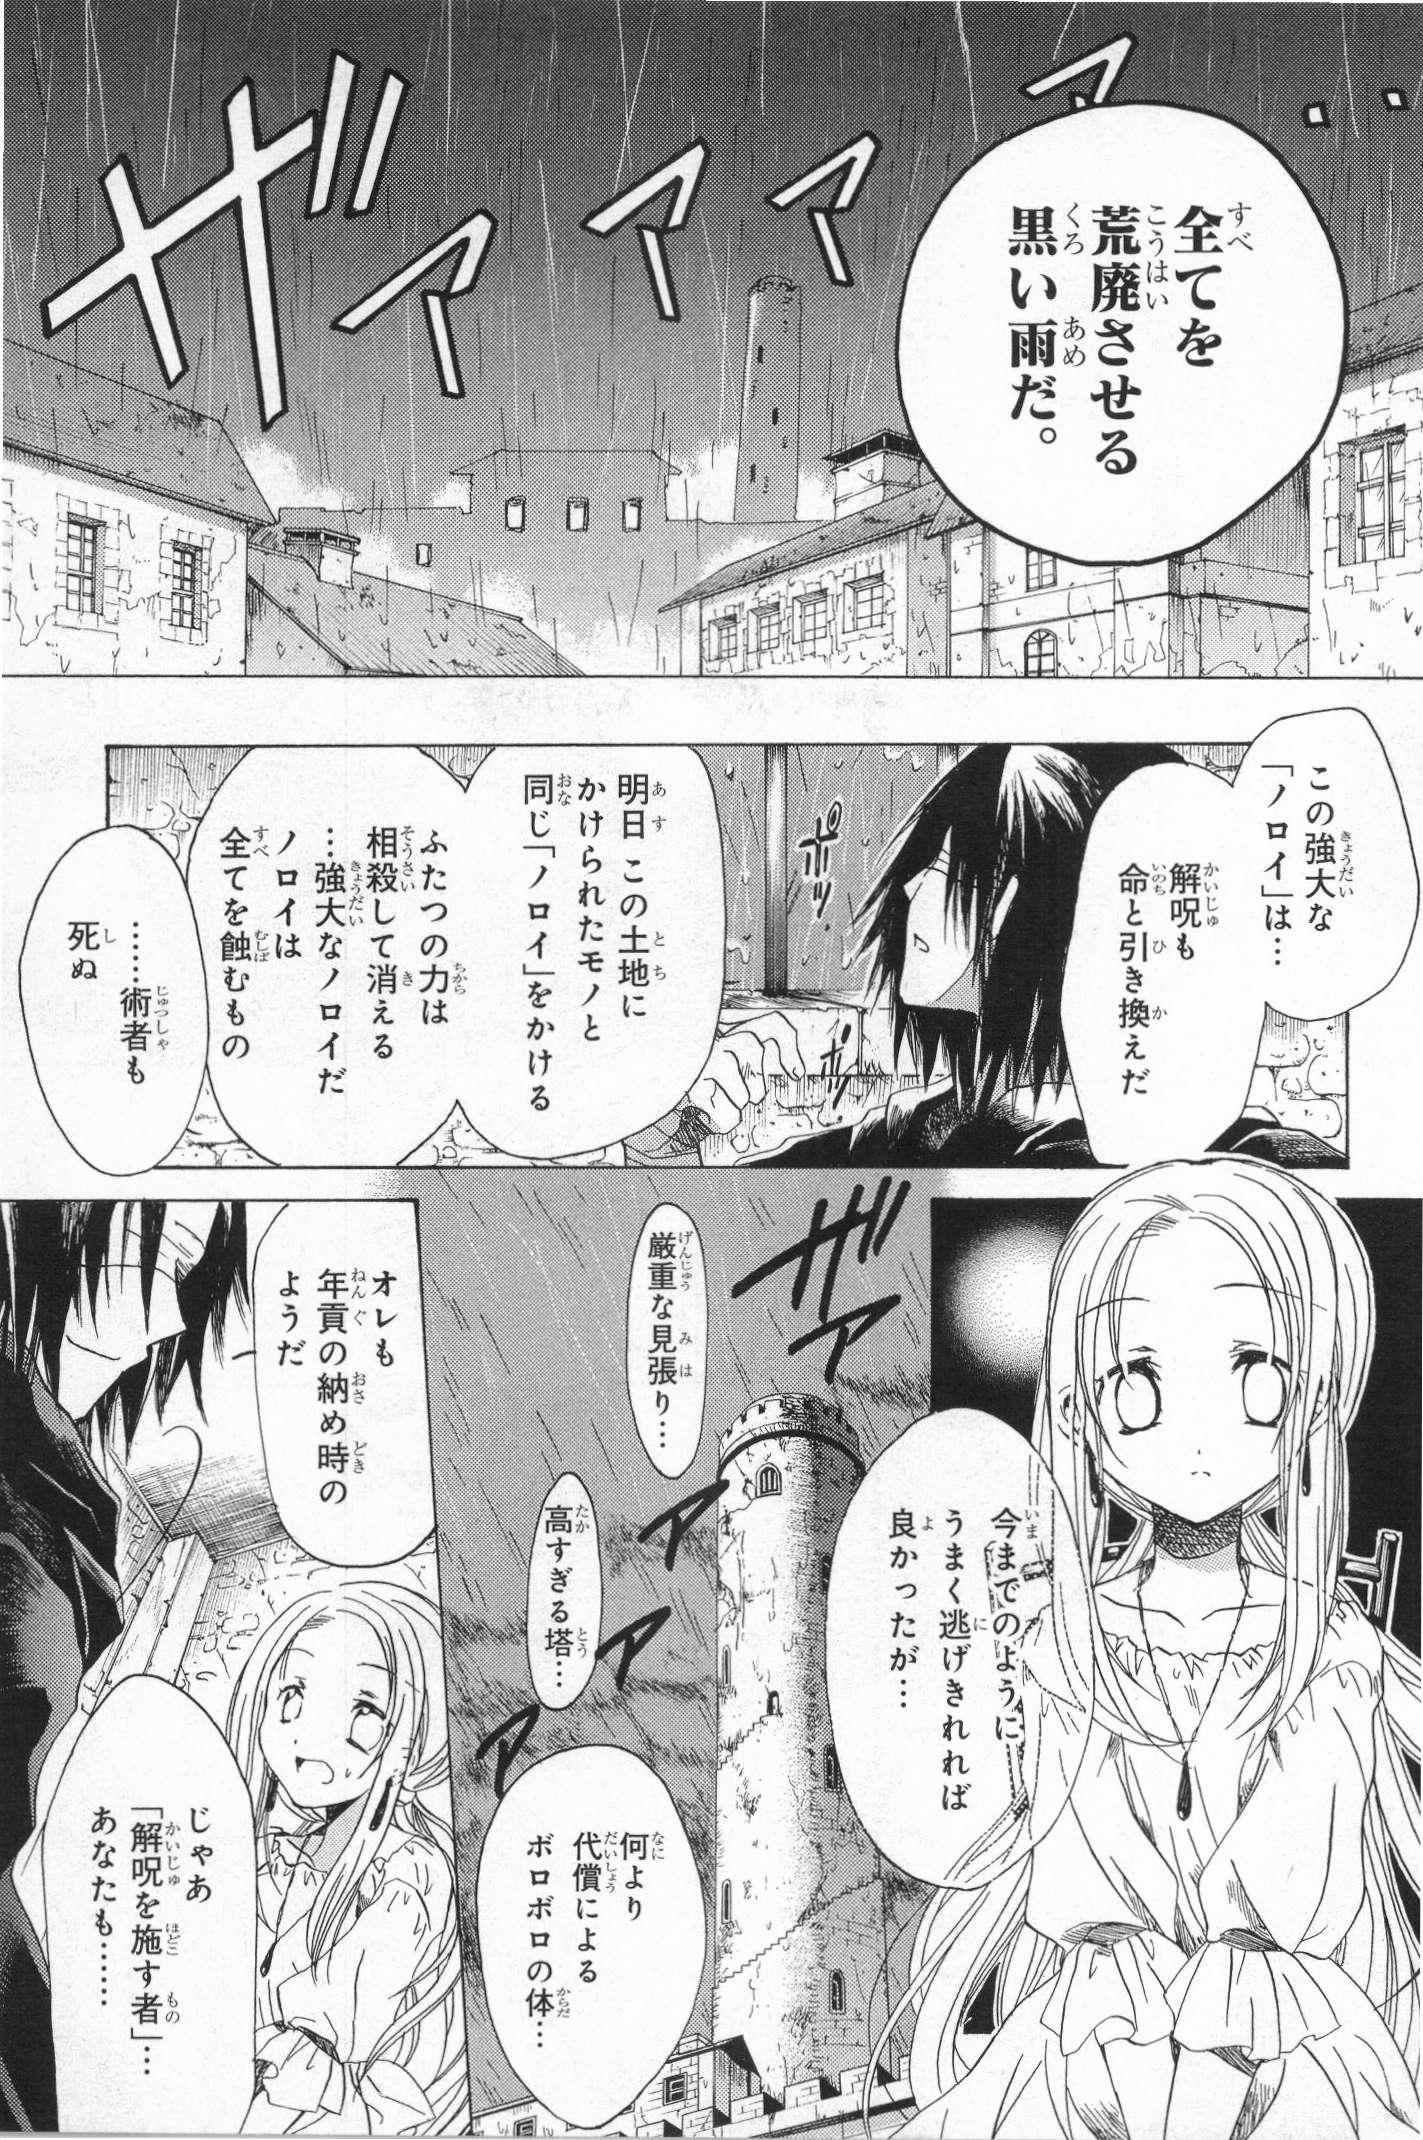 全てを
荒廃させる
黒い雨だ。
ザァァァァ…
この強大な
「ノロイ」は…
解呪も
命と引き換えだ
ポッ
ポッ
明日 この土地に
かけられたモノと
同じ「ノロイ」をかける
ふたつの力は
相殺して消える
…強大なノロイだ
ノロイは
全てを蝕むもの
……術者も
死ぬ
今までのように
うまく逃げきれれば
良かったが…
ザァァァァ
厳重な見張り…
高すぎる塔…
何より
代償による
ボロボロの体…
オレも
年貢の納め時の
ようだ
じゃあ
「解呪を施す者」…
あなたも……